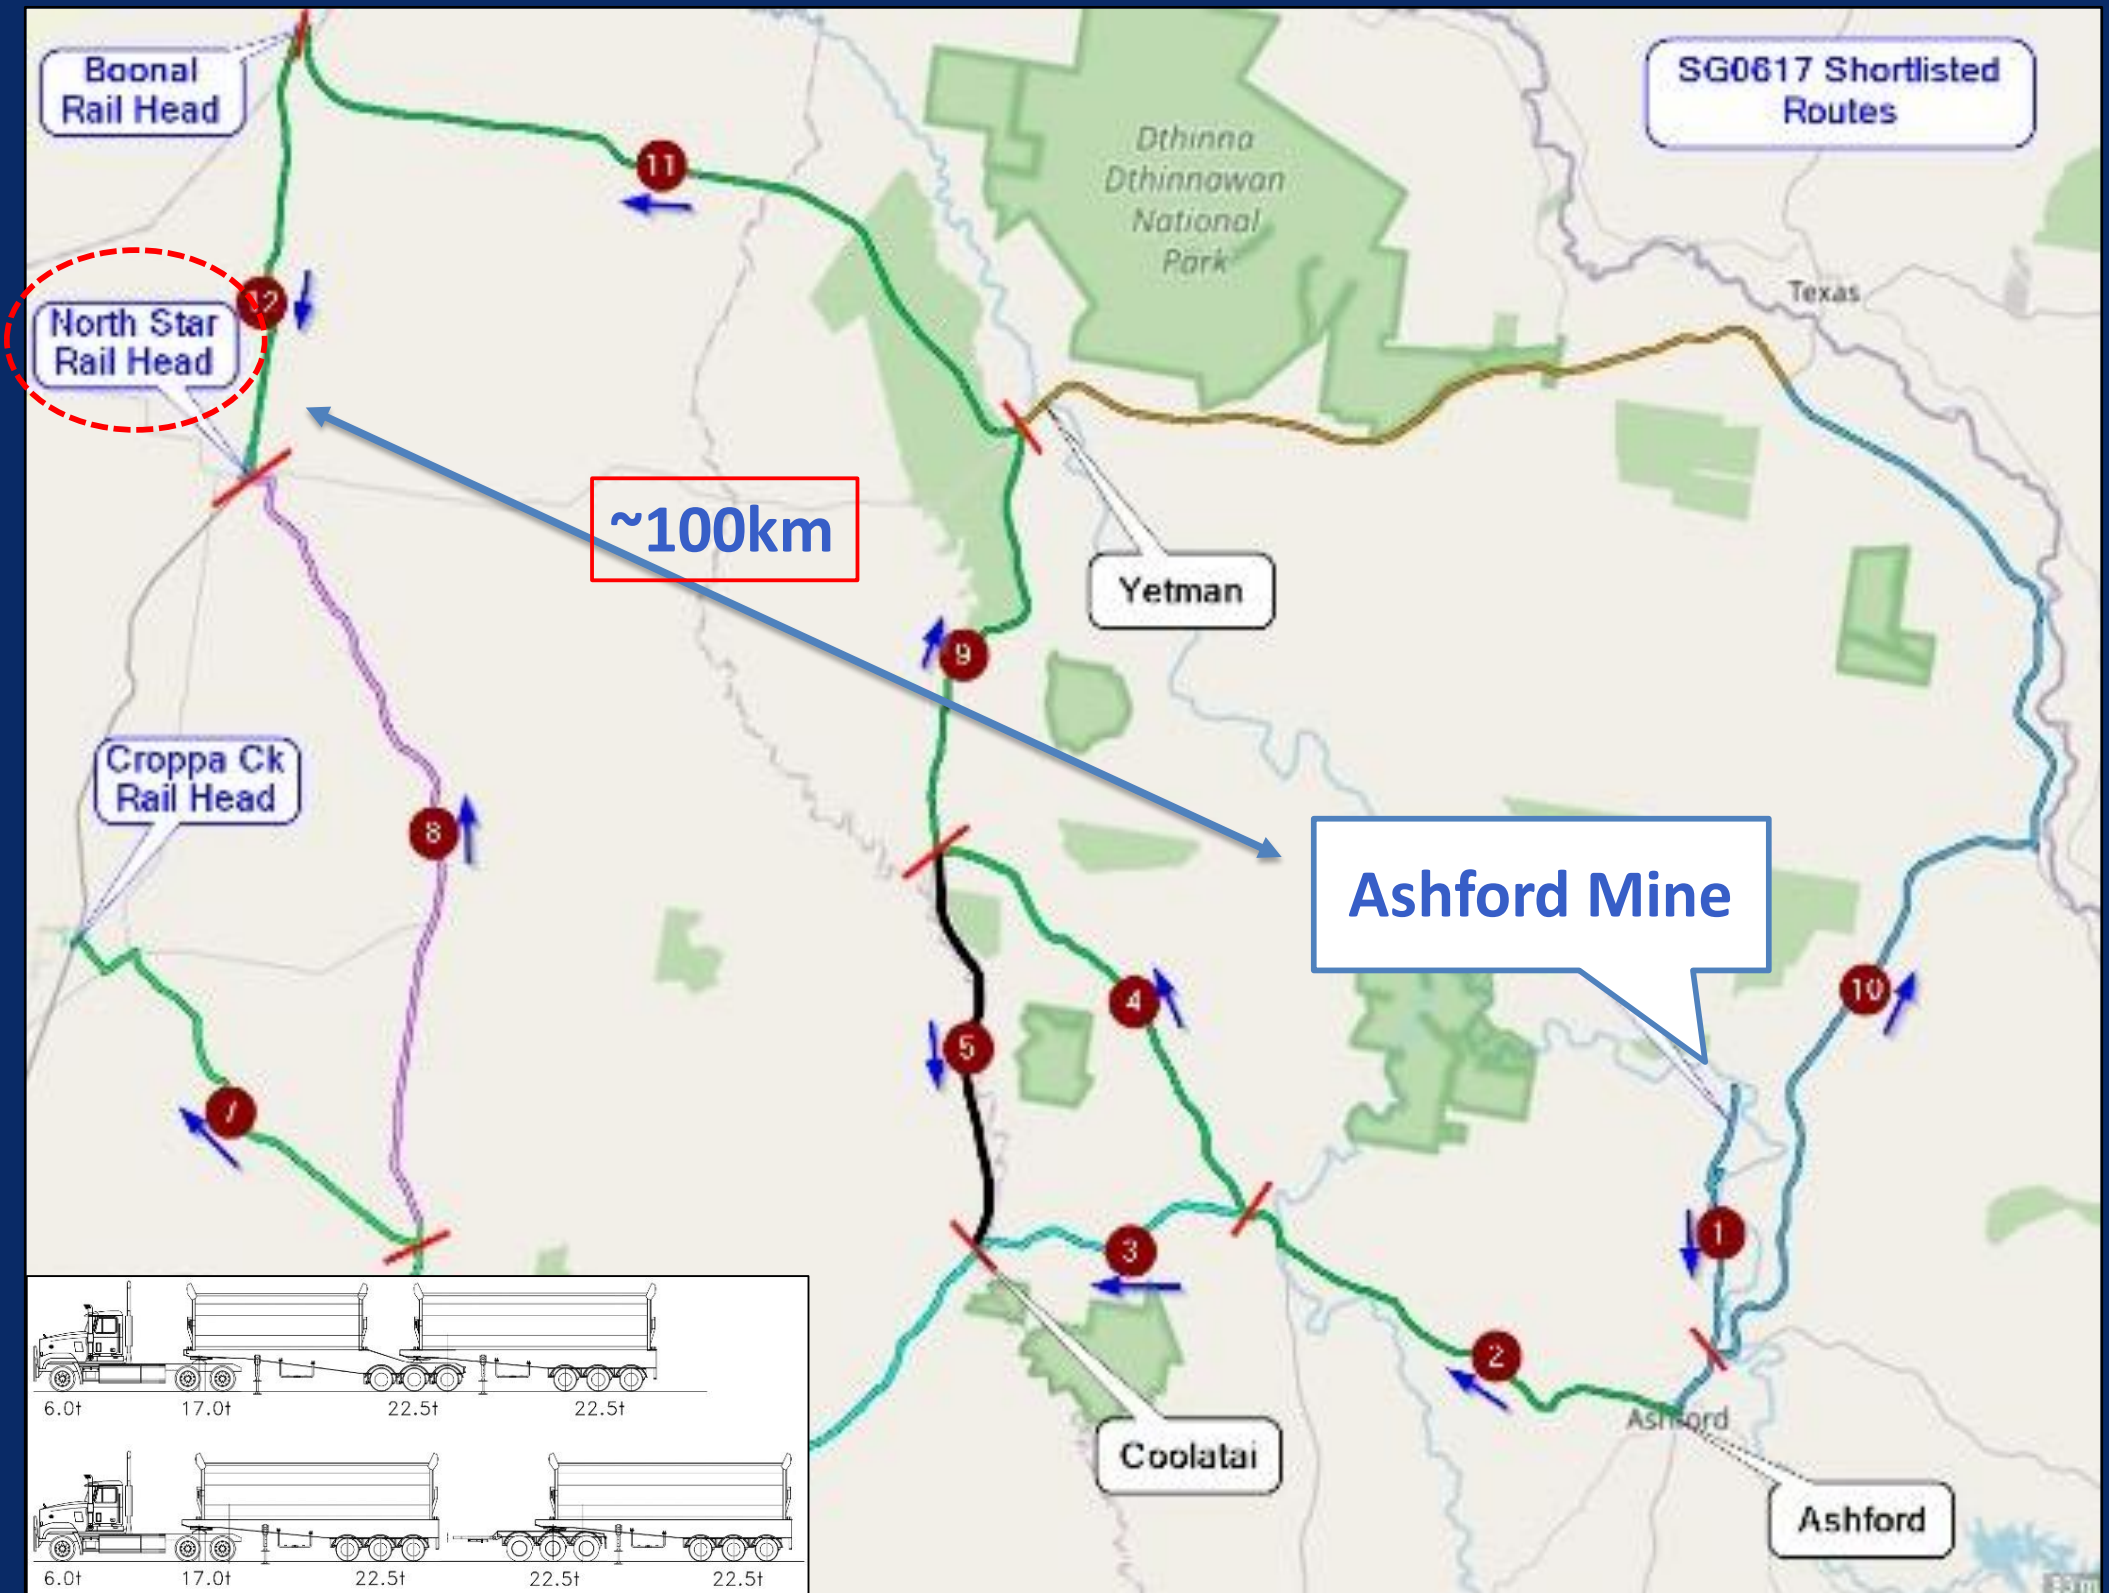 Boonal
Rail Head
SG0617 Shortlisted
Routes
Dthinna
Dthinnawan
National
Park
11
Texas
12
North Star
Rail Head
~100km
Yetman
9
Croppa Ck
Rail Head
8
Ashford Mine
10
4
5
7
1
3
2
Ashford
Coolatai
Ashford
6.0t 17.0t 22.5t 22.5t
6.0t 17.0t 22.5t 22.5t 22.5t